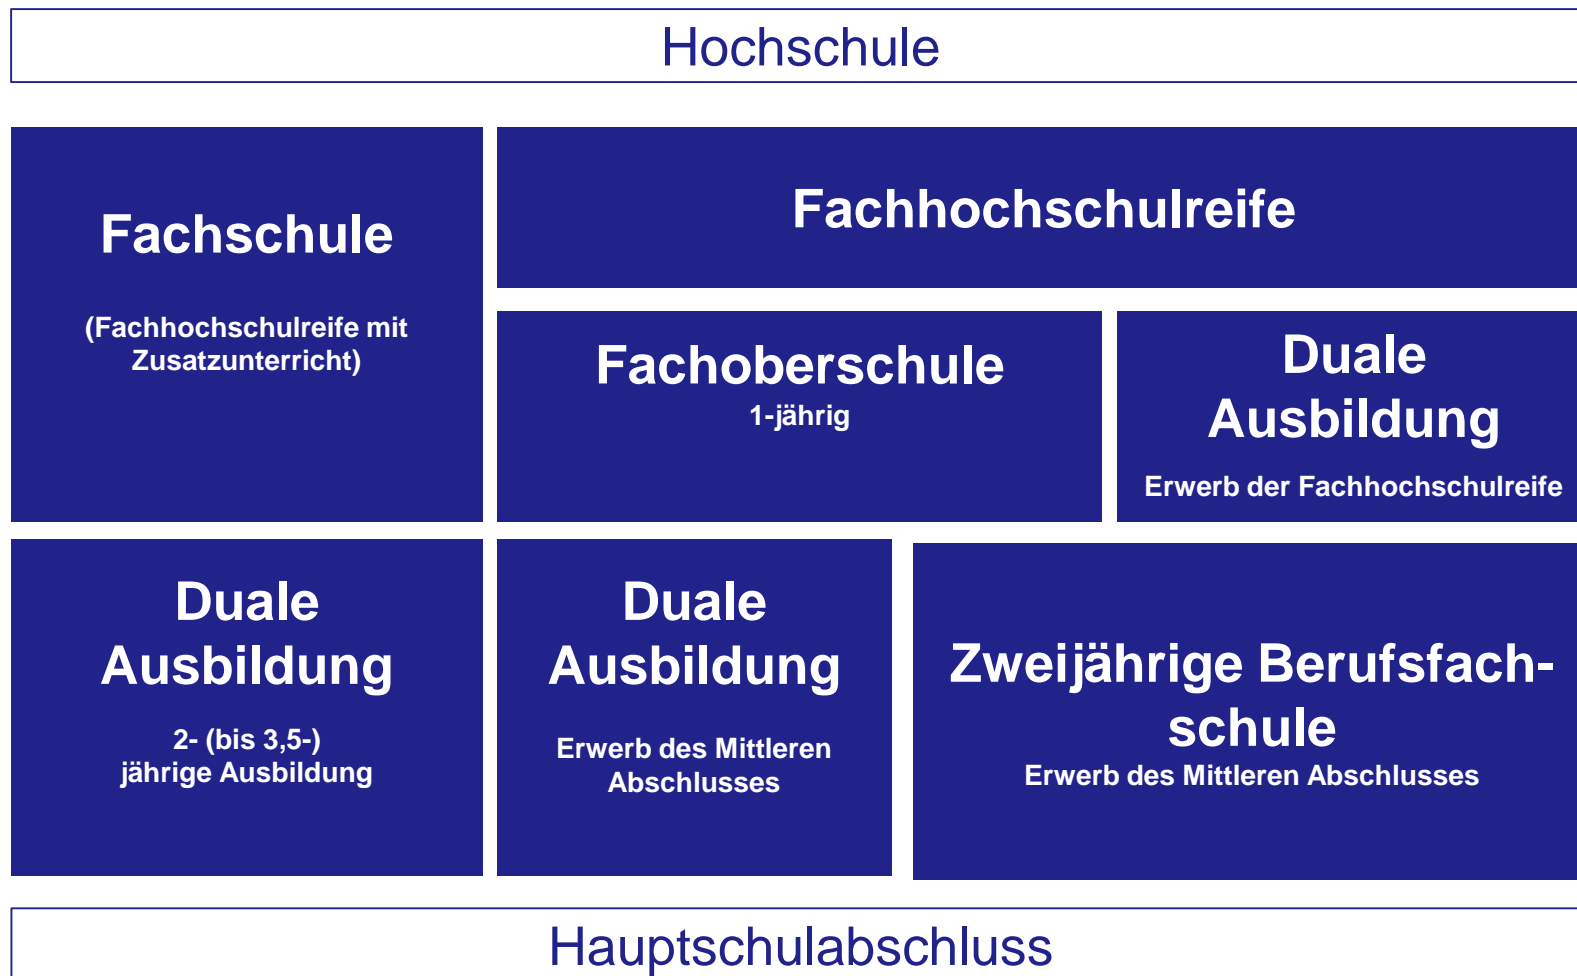 Hochschule
Fachschule
(Fachhochschulreife mit
Zusatzunterricht)
Fachhochschulreife
Fachoberschule
1-jährig
Duale
Ausbildung
Erwerb der Fachhochschulreife
Duale
Ausbildung
2- (bis 3,5-)
jährige Ausbildung
Duale
Ausbildung
Erwerb des Mittleren
Abschlusses
Zweijährige Berufsfach-
schule
Erwerb des Mittleren Abschlusses
Hauptschulabschluss